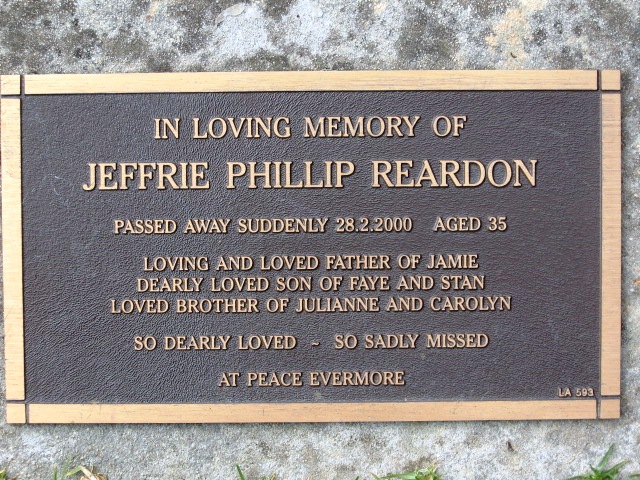 IN LOVING MEMORY OF
JEFFRIE PHILLIP REARDON
PASSED AWAY SUDDENLY 28.2.2000 AGED 35
LOVING AND LOVED FATHER OF JAMIE
DEARLY LOVED SON OF FAYE AND STAN
LOVED BROTHER OF JULIANNE AND CAROLYN
SO DEARLY LOVED ~ SO SADLY MISSED
AT PEACE EVERMORE
LA 593